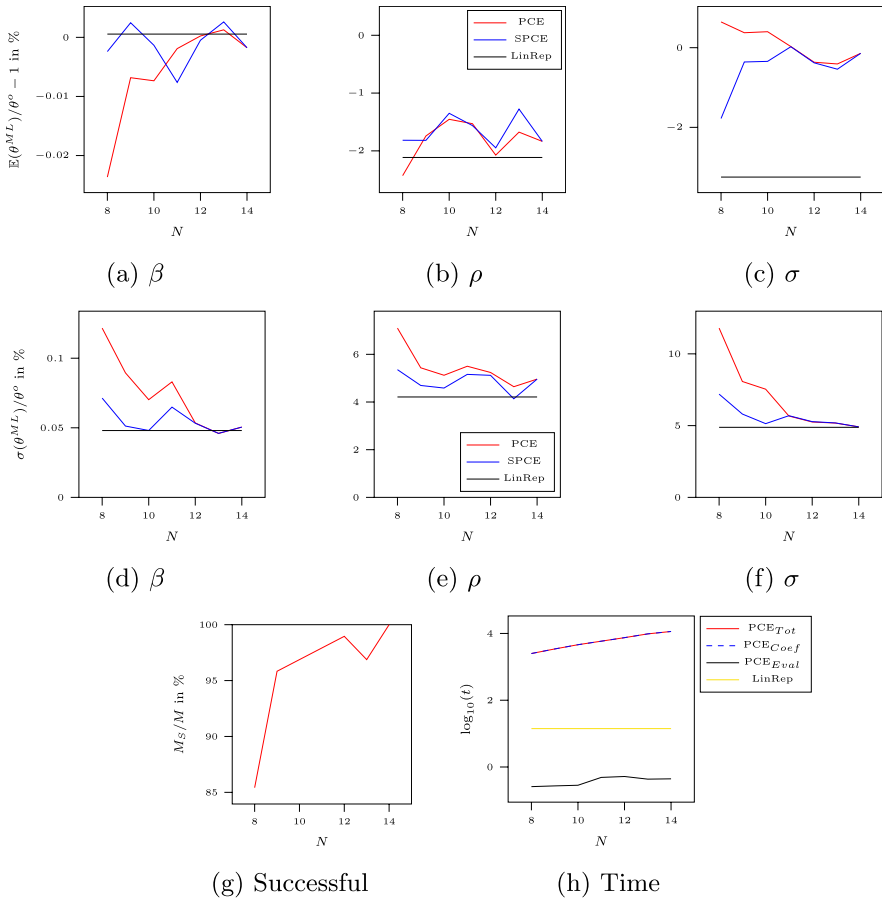 0
−0.01
−0.02
𝔼(θ^{ML})/θ^o − 1 in %
8 10 12 14
N
(a) β
0
−1
−2
PCE
SPCE
LinRep
8 10 12 14
N
(b) ρ
0
−2
8 10 12 14
N
(c) σ
0.1
0.05
0
σ(θ^{ML})/θ^o in %
8 10 12 14
N
(d) β
6
4
2
0
PCE
SPCE
LinRep
8 10 12 14
N
(e) ρ
10
5
0
8 10 12 14
N
(f) σ
100
95
90
85
M_S/M in %
8 10 12 14
N
(g) Successful
4
2
0
log_{10}(t)
PCE_{Tot}
PCE_{Coef}
PCE_{Eval}
LinRep
8 10 12 14
N
(h) Time